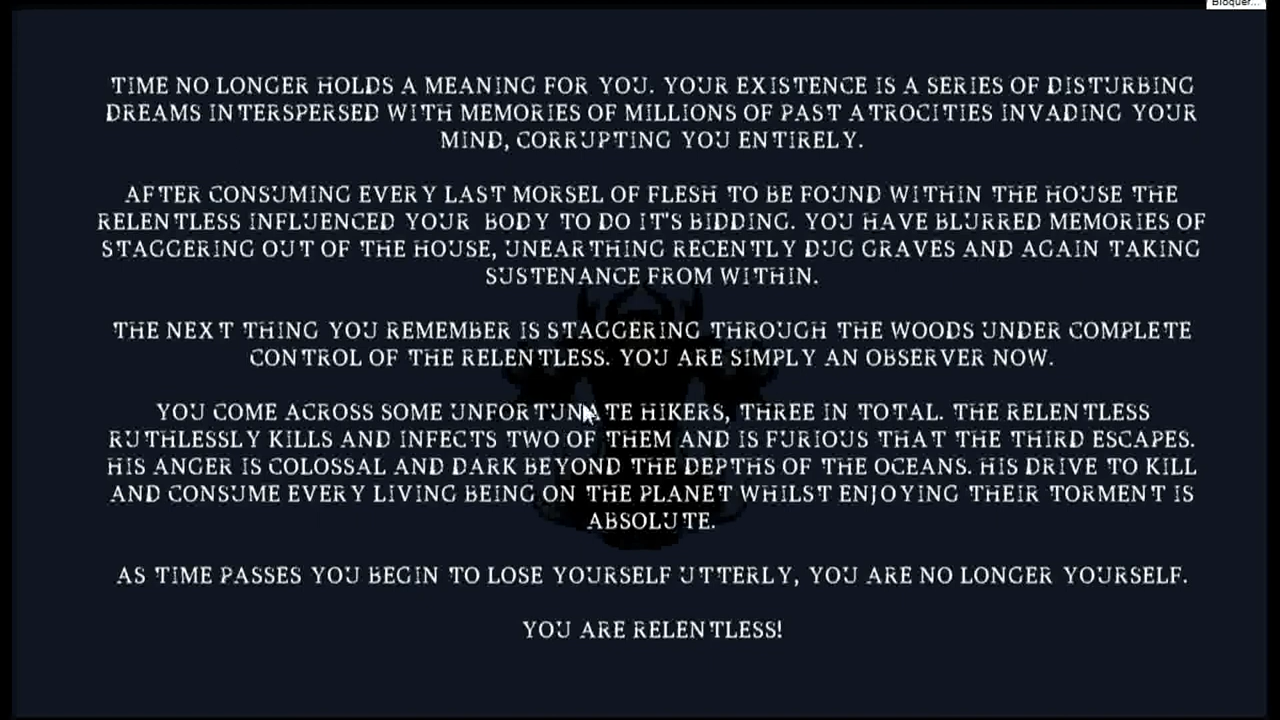 Bloquer...
TIME NO LONGER HOLDS A MEANING FOR YOU. YOUR EXISTENCE IS A SERIES OF DISTURBING
DREAMS INTERSPERSED WITH MEMORIES OF MILLIONS OF PAST ATROCITIES INVADING YOUR
MIND, CORRUPTING YOU ENTIRELY.
AFTER CONSUMING EVERY LAST MORSEL OF FLESH TO BE FOUND WITHIN THE HOUSE THE
RELENTLESS INFLUENCED YOUR BODY TO DO IT'S BIDDING. YOU HAVE BLURRED MEMORIES OF
STAGGERING OUT OF THE HOUSE, UNEARTHING RECENTLY DUG GRAVES AND AGAIN TAKING
SUSTENANCE FROM WITHIN.
THE NEXT THING YOU REMEMBER IS STAGGERING THROUGH THE WOODS UNDER COMPLETE
CONTROL OF THE RELENTLESS. YOU ARE SIMPLY AN OBSERVER NOW.
YOU COME ACROSS SOME UNFORTUNATE HIKERS, THREE IN TOTAL. THE RELENTLESS
RUTHLESSLY KILLS AND INFECTS TWO OF THEM AND IS FURIOUS THAT THE THIRD ESCAPES.
HIS ANGER IS COLOSSAL AND DARK BEYOND THE DEPTHS OF THE OCEANS. HIS DRIVE TO KILL
AND CONSUME EVERY LIVING BEING ON THE PLANET WHILST ENJOYING THEIR TORMENT IS
ABSOLUTE.
AS TIME PASSES YOU BEGIN TO LOSE YOURSELF UTTERLY, YOU ARE NO LONGER YOURSELF.
YOU ARE RELENTLESS!